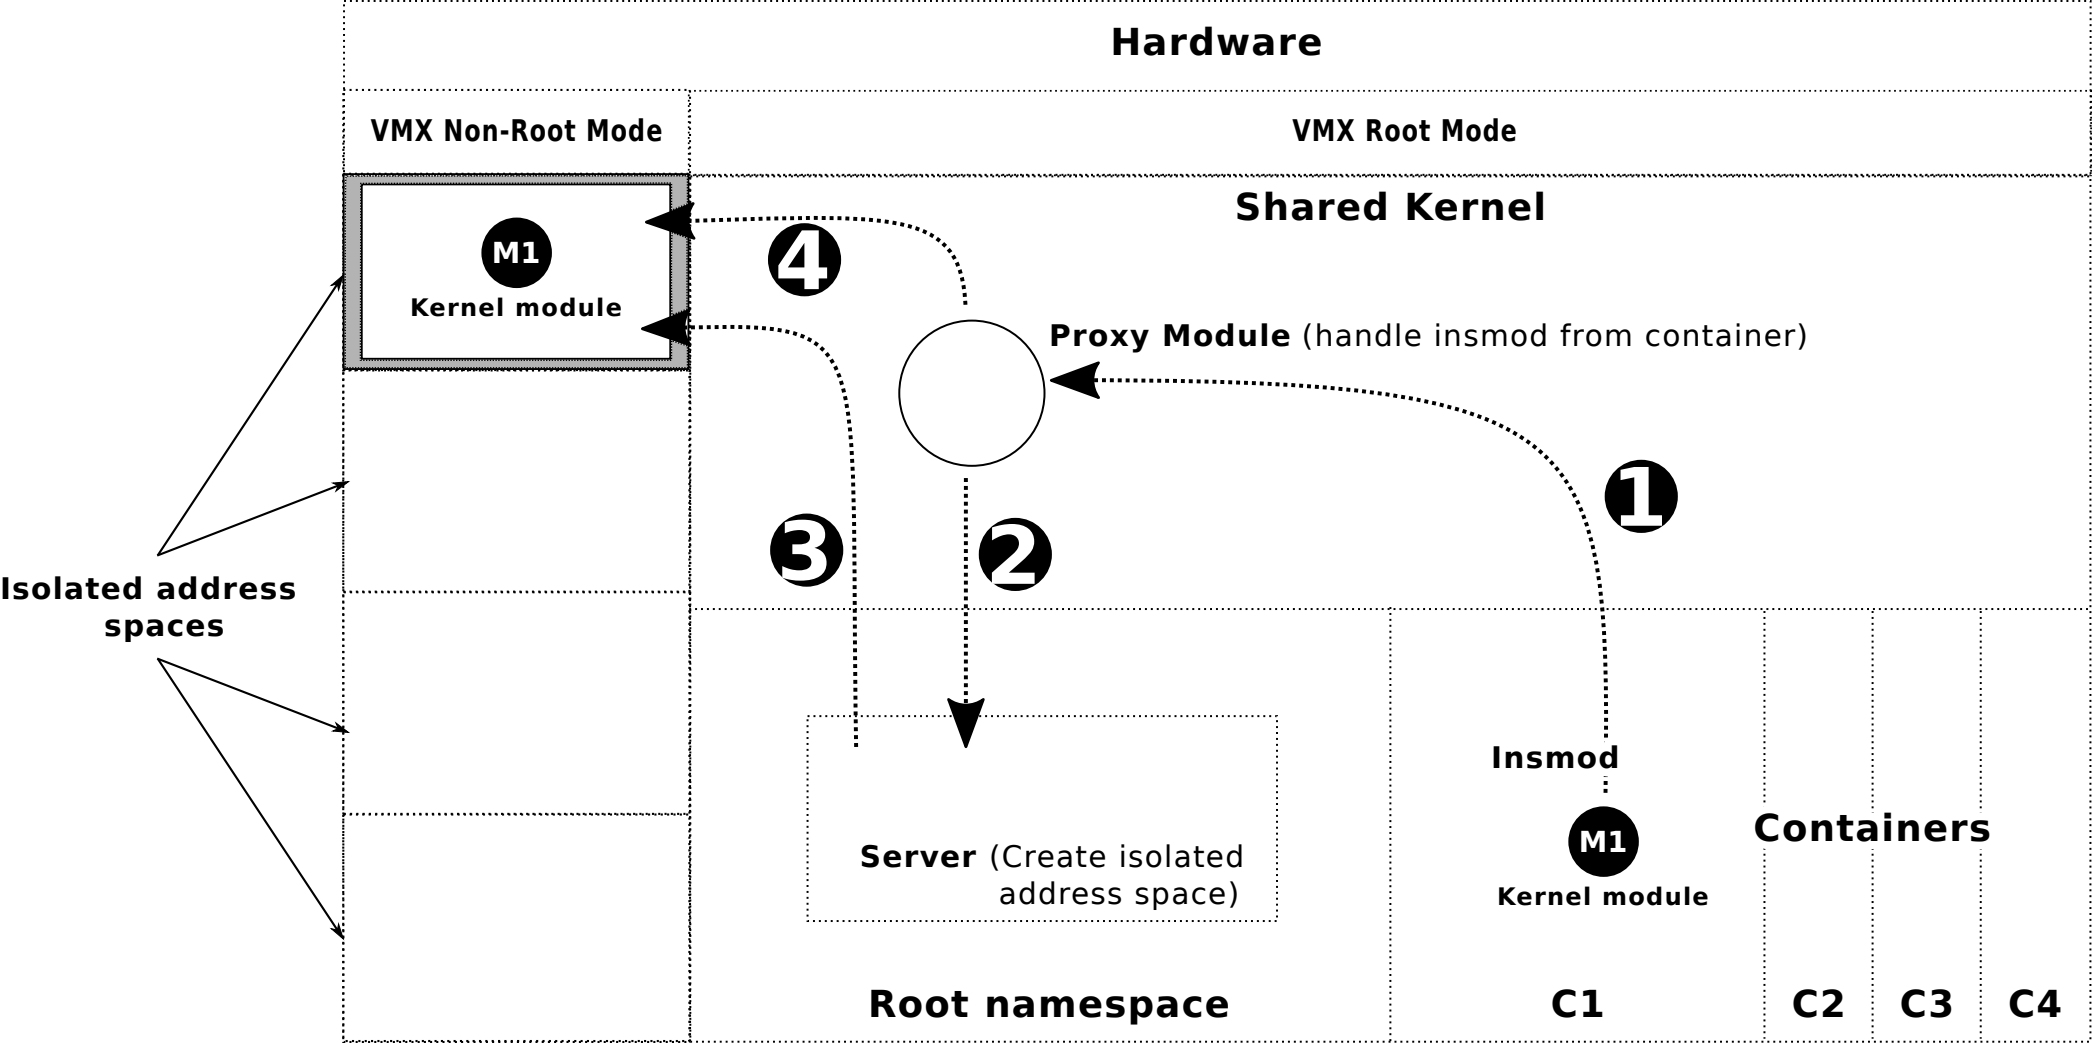 Hardware
VMX Non-Root Mode
VMX Root Mode
Shared Kernel
M1
Kernel module
4
Proxy Module (handle insmod from container)
1
3
2
Isolated address
spaces
Insmod
Server (Create isolated
address space)
M1
Kernel module
Containers
Root namespace
C1
C2
C3
C4